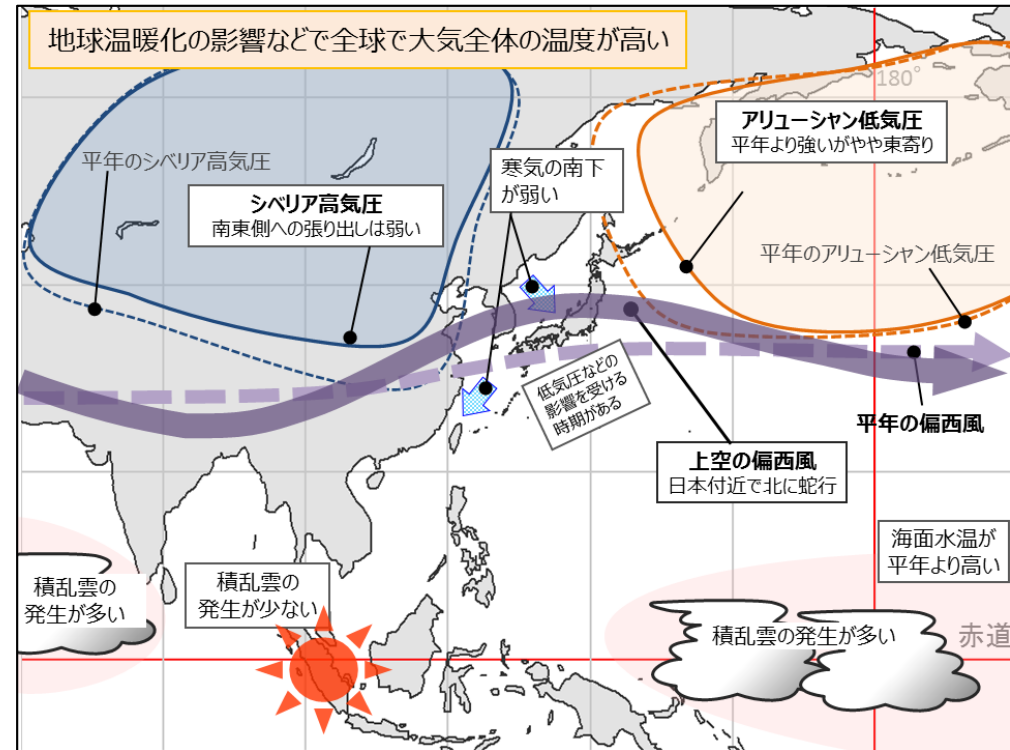 地球温暖化の影響などで全球で大気全体の温度が高い
180°
アリューシャン低気圧
平年より強いがやや東寄り
平年のシベリア高気圧
寒気の南下
が弱い
シベリア高気圧
南東側への張り出しは弱い
平年のアリューシャン低気圧
低気圧などの
影響を受ける
時期がある
平年の偏西風
上空の偏西風
日本付近で北に蛇行
海面水温が
平年より高い
積乱雲の
発生が多い
積乱雲の
発生が少ない
積乱雲の発生が多い
赤道